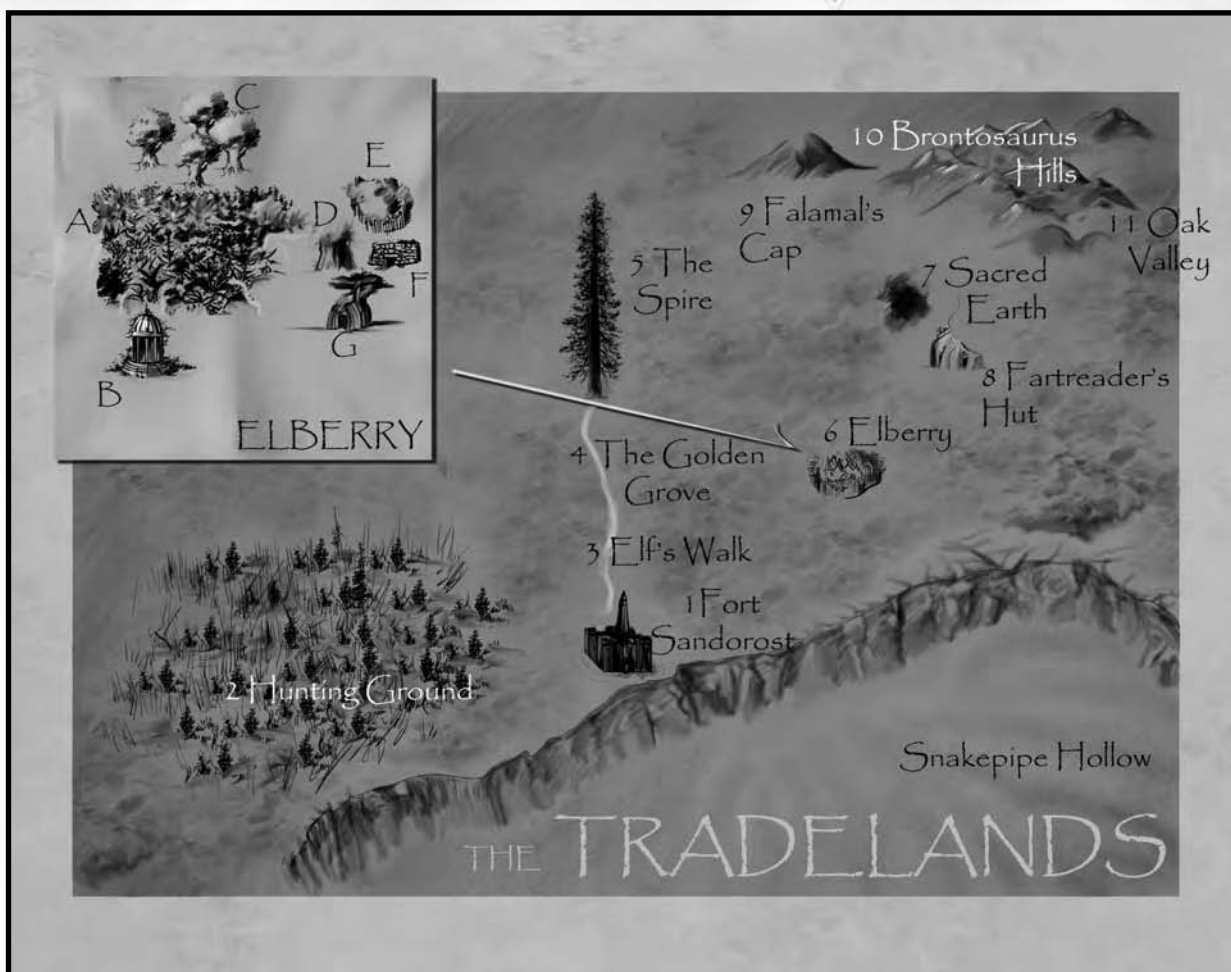 C
E
A
D
F
G
B
ELBERRY
10 Brontosaurus
Hills
9 Falamal's
Cap
11 Oak
Valley
5 The
Spire
7 Sacred
Earth
8 Fartreader's
Hut
6 Elberry
4 The Golden
Grove
3 Elf's Walk
1 Fort
Sandorost
2 Hunting Ground
Snakepipe Hollow
THE TRADELANDS